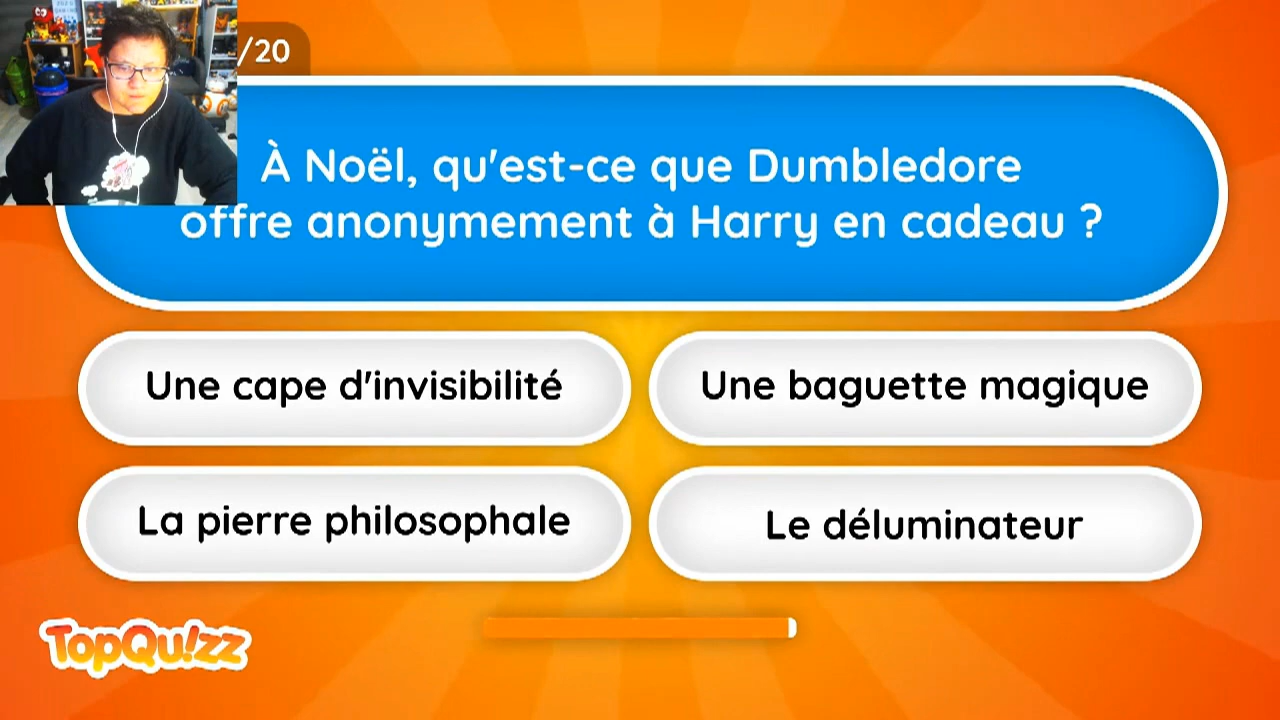 /20
À Noël, qu'est-ce que Dumbledore
offre anonymement à Harry en cadeau ?
Une cape d'invisibilité
Une baguette magique
La pierre philosophale
Le déluminateur
TopQu!zz